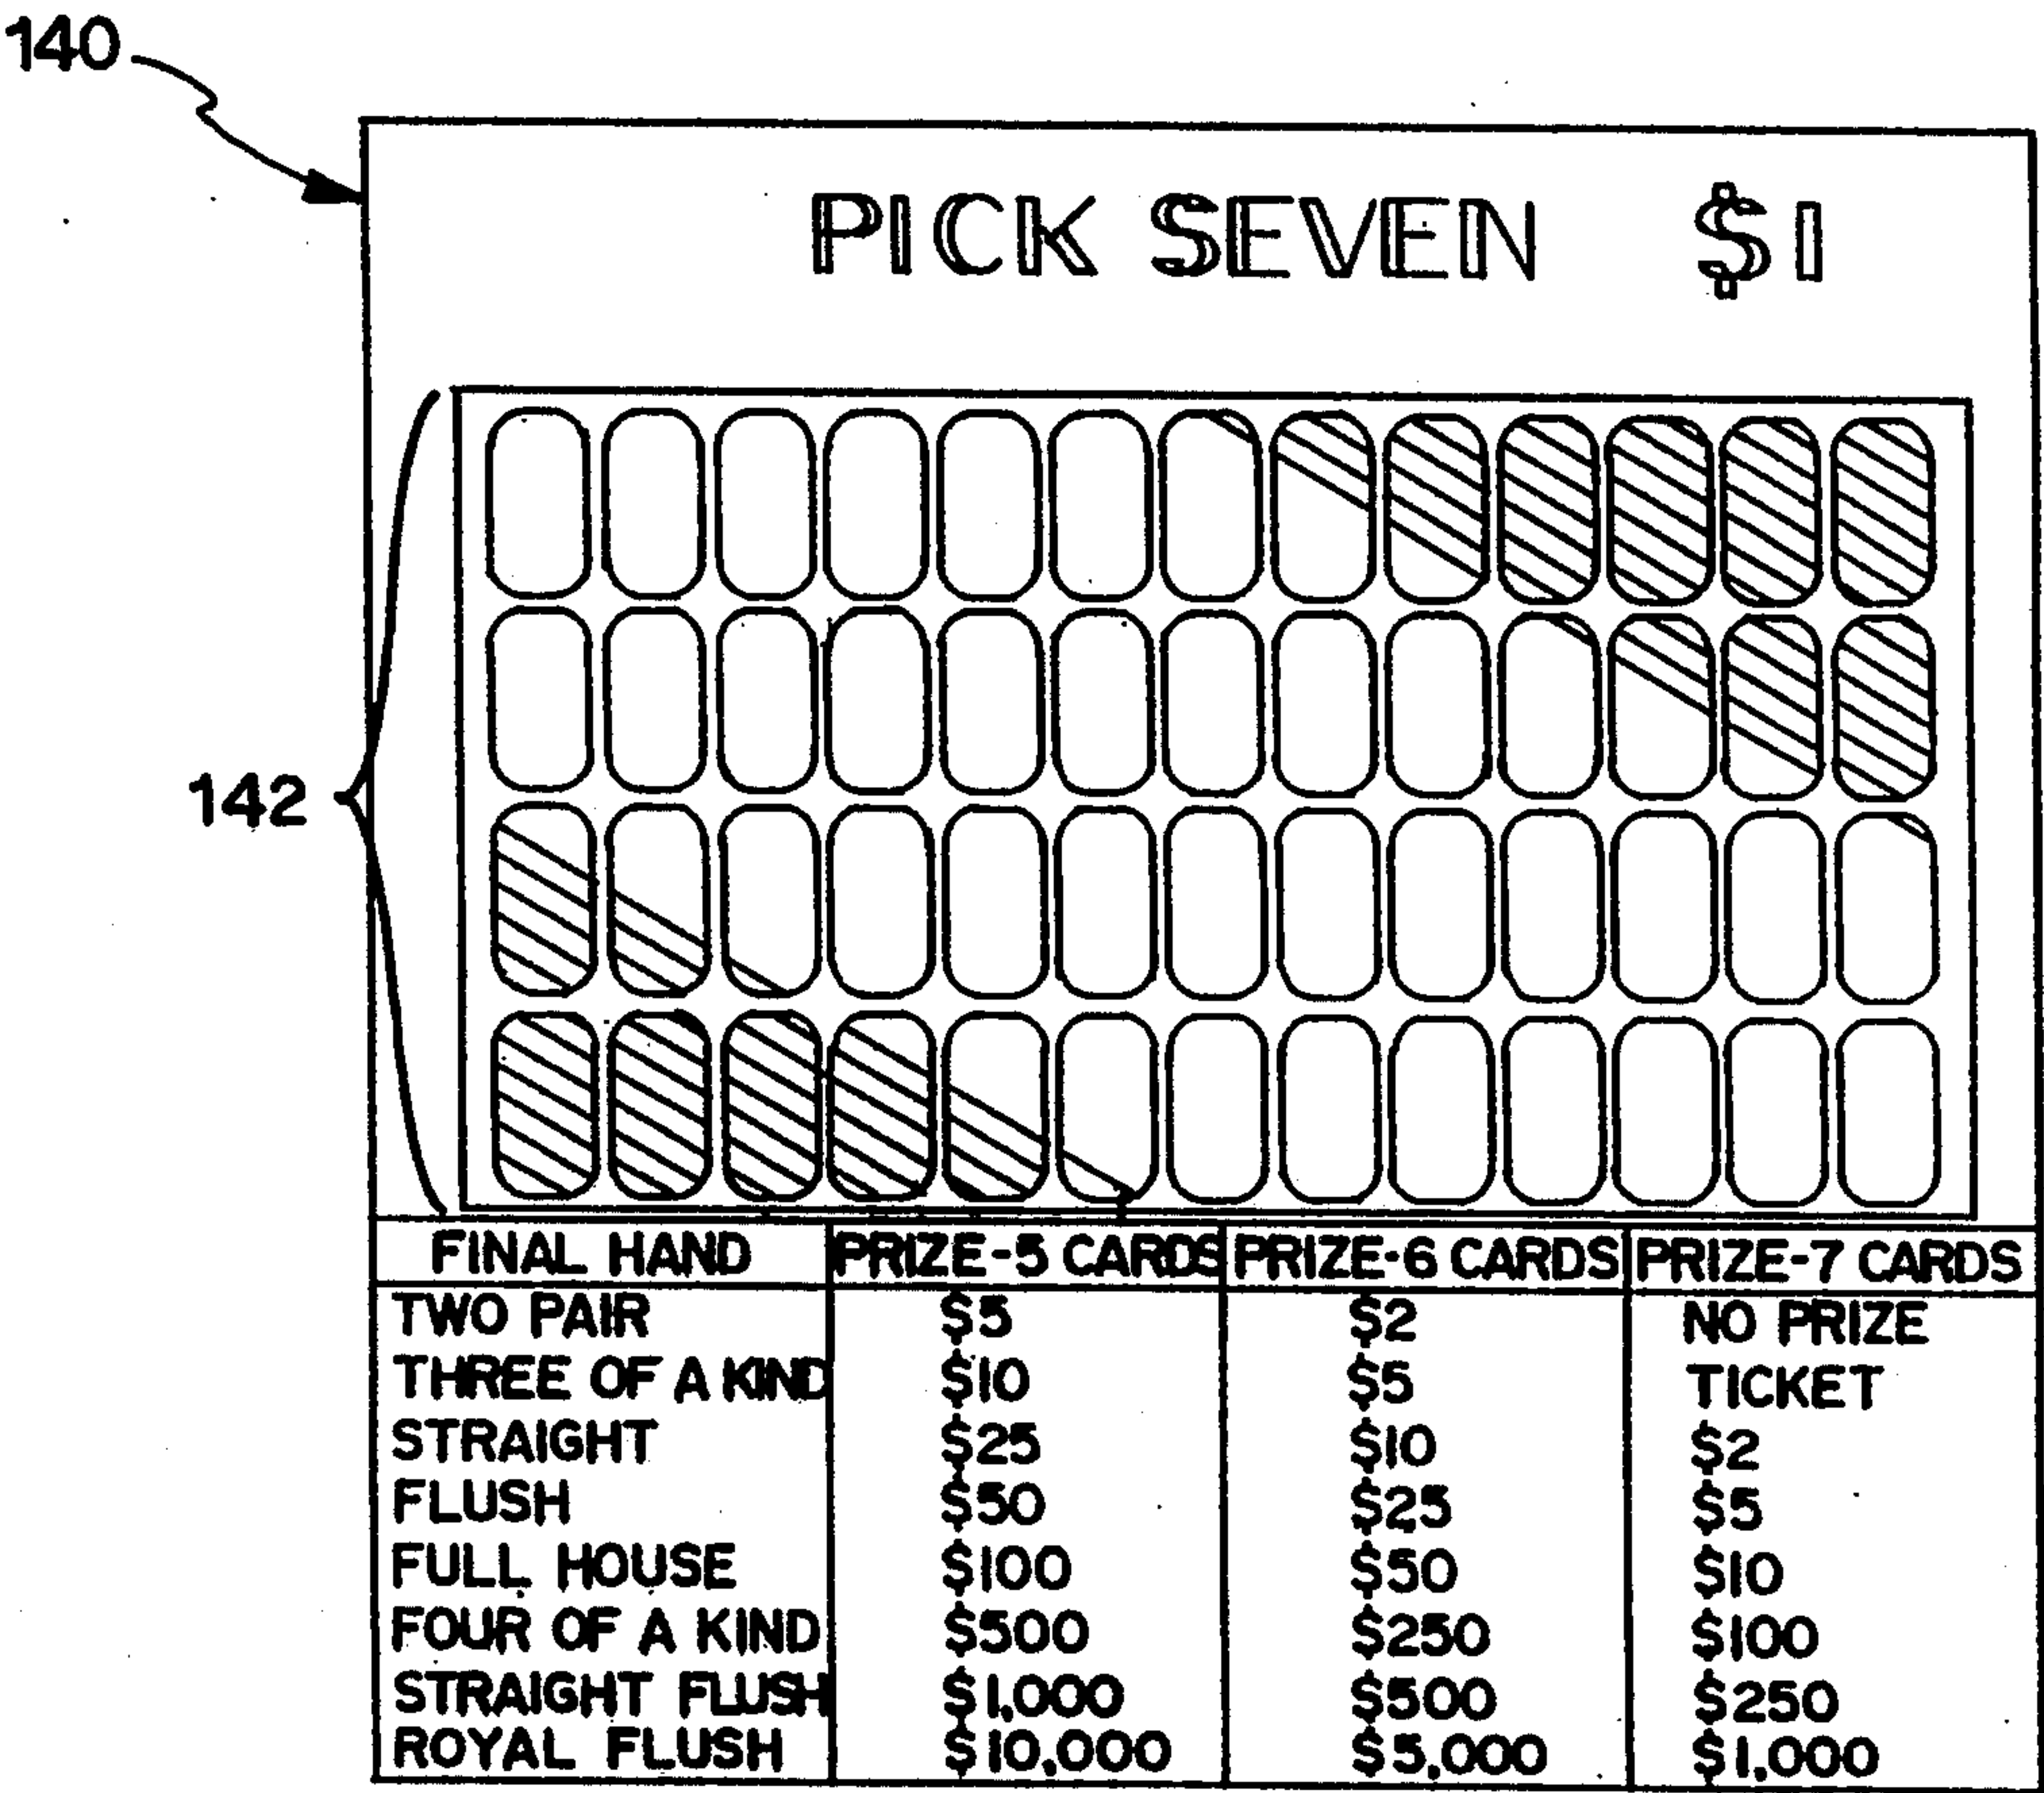 140
PICK SEVEN $1
142
FINAL HAND PRIZE-5 CARDS PRIZE-6 CARDS PRIZE-7 CARDS
TWO PAIR $5 $2 NO PRIZE
THREE OF A KIND $10 $5 TICKET
STRAIGHT $25 $10 $2
FLUSH $50 $25 $5
FULL HOUSE $100 $50 $10
FOUR OF A KIND $500 $250 $100
STRAIGHT FLUSH $1,000 $500 $250
ROYAL FLUSH $10,000 $5,000 $1,000